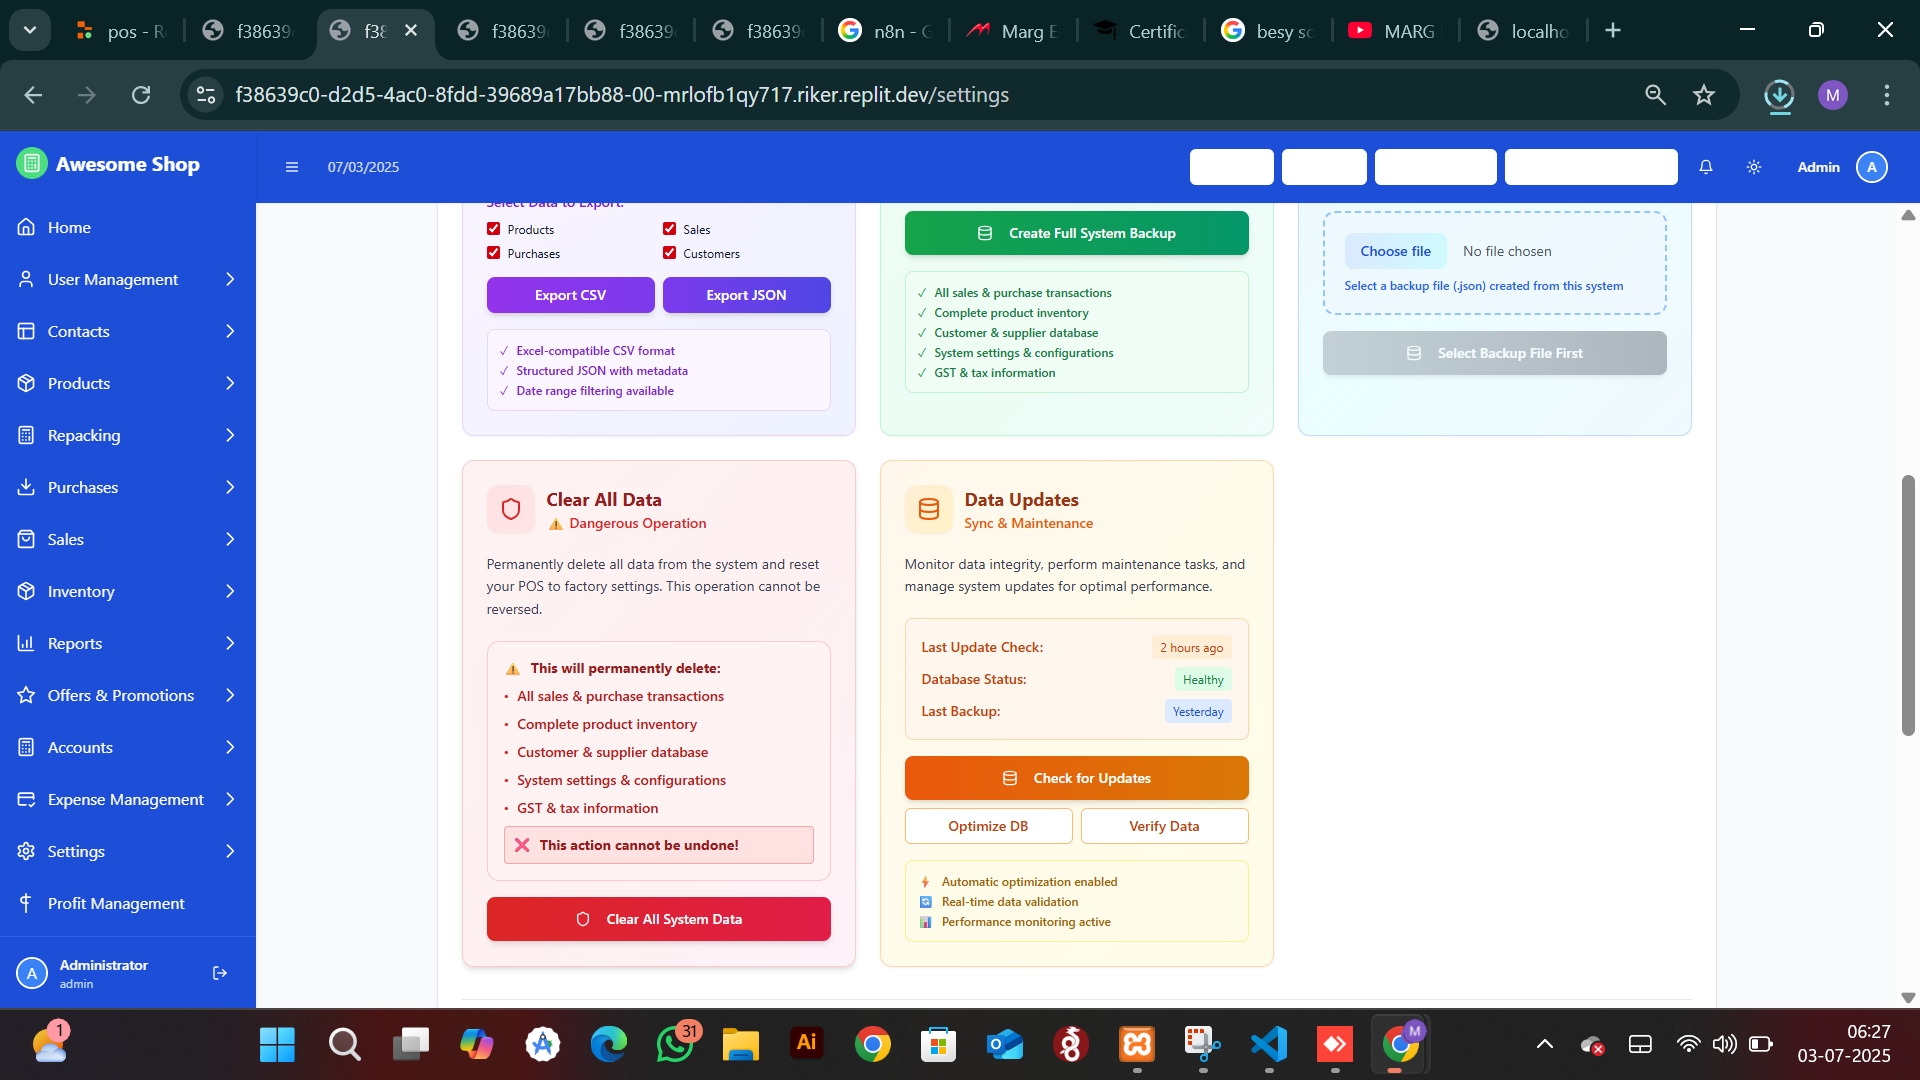 pos - R
f38639
f38
f38639
f38639
f38639
n8n - G
Marg E
Certific
besy so
MARG
localho
f38639c0-d2d5-4ac0-8fdd-39689a17bb88-00-mrlofb1qy717.riker.replit.dev/settings
M
Awesome Shop
07/03/2025
Admin
A
Home
User Management
Contacts
Products
Repacking
Purchases
Sales
Inventory
Reports
Offers & Promotions
Accounts
Expense Management
Settings
Profit Management
A
Administrator
admin
Select Data to Export:
Products
Sales
Purchases
Customers
Export CSV
Export JSON
✓ Excel-compatible CSV format
✓ Structured JSON with metadata
✓ Date range filtering available
Create Full System Backup
✓ All sales & purchase transactions
✓ Complete product inventory
✓ Customer & supplier database
✓ System settings & configurations
✓ GST & tax information
Choose file No file chosen
Select a backup file (.json) created from this system
Select Backup File First
Clear All Data
⚠️ Dangerous Operation
Permanently delete all data from the system and reset
your POS to factory settings. This operation cannot be
reversed.
⚠️ This will permanently delete:
• All sales & purchase transactions
• Complete product inventory
• Customer & supplier database
• System settings & configurations
• GST & tax information
❌ This action cannot be undone!
Clear All System Data
Data Updates
Sync & Maintenance
Monitor data integrity, perform maintenance tasks, and
manage system updates for optimal performance.
Last Update Check: 2 hours ago
Database Status: Healthy
Last Backup: Yesterday
Check for Updates
Optimize DB
Verify Data
⚡ Automatic optimization enabled
🔄 Real-time data validation
📊 Performance monitoring active
1
31
Ai
M
06:27
03-07-2025